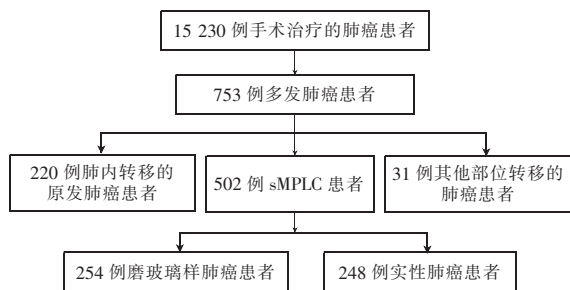 15 230 例手术治疗的肺癌患者
753 例多发肺癌患者
220 例肺内转移的
原发肺癌患者
502 例 sMPLC 患者
31 例其他部位转移的
肺癌患者
254 例磨玻璃样肺癌患者
248 例实性肺癌患者